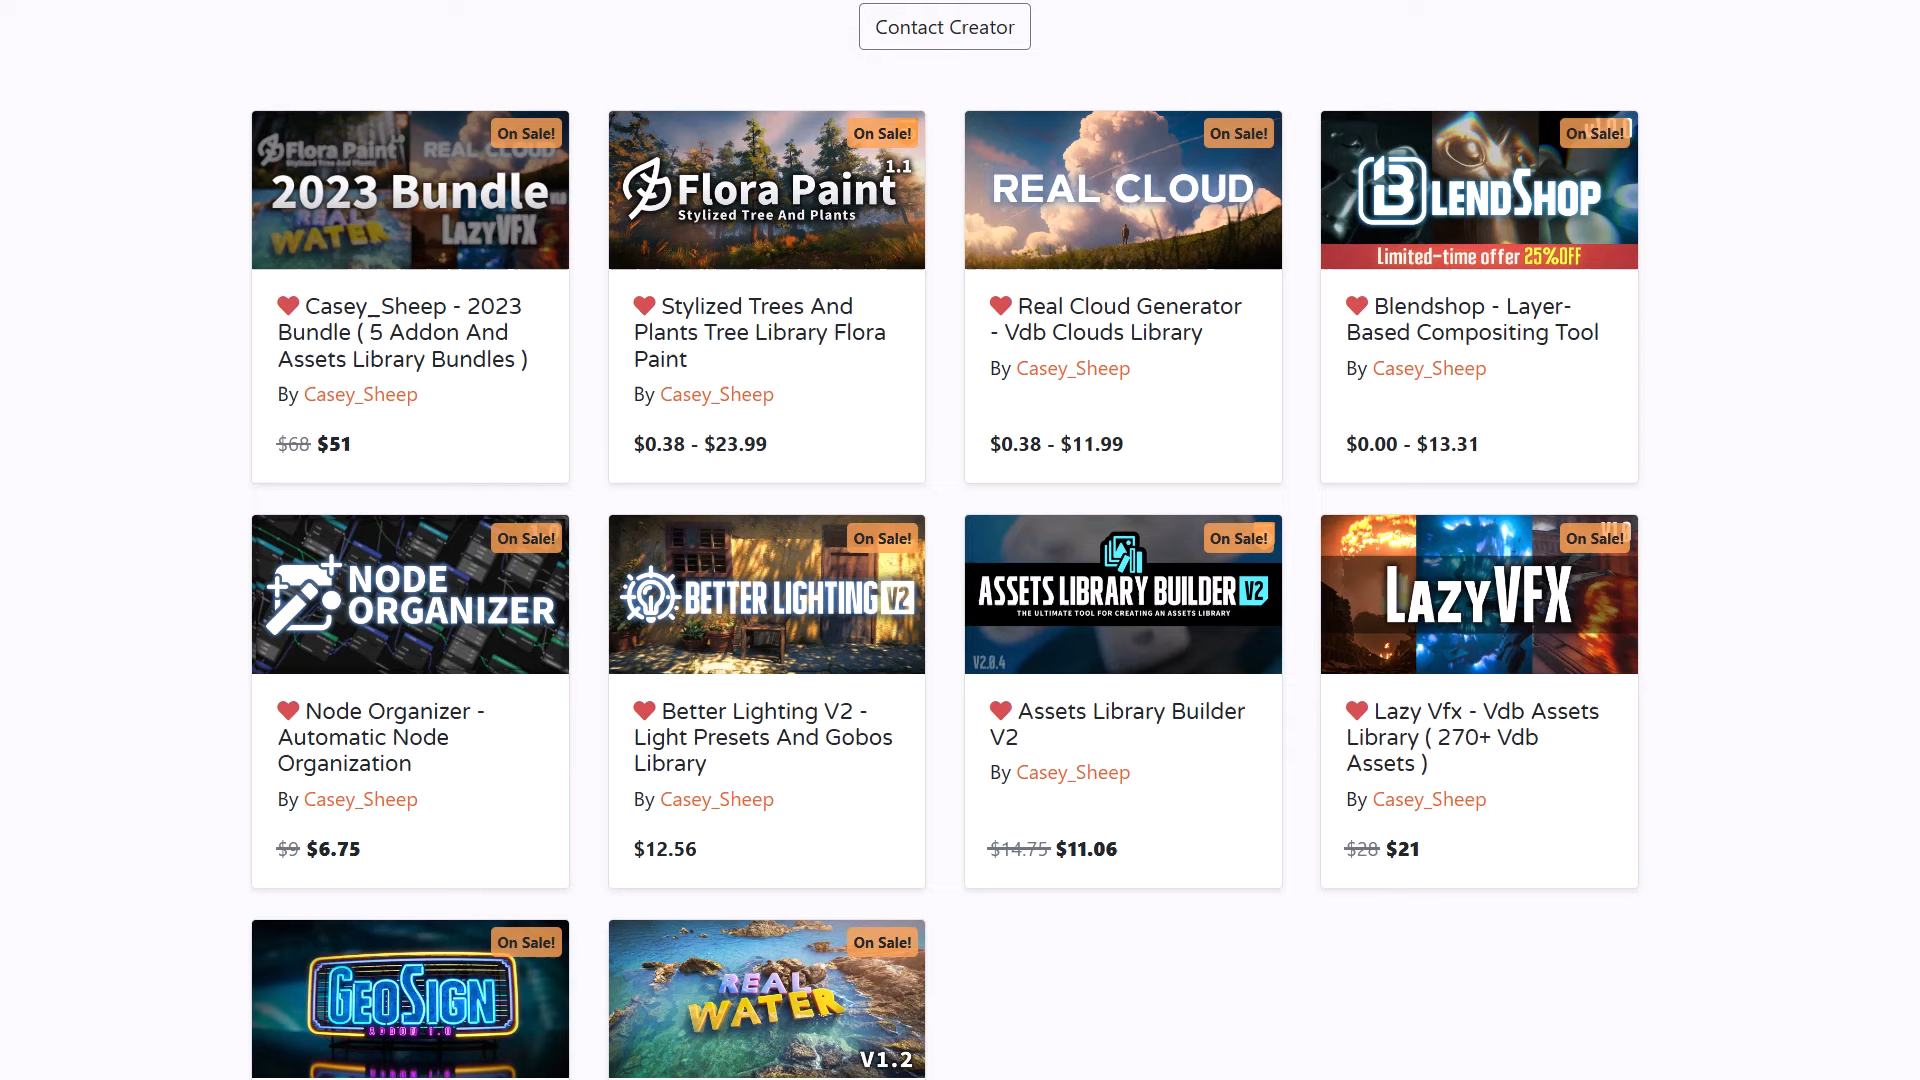 Contact Creator
On Sale!
Flora Paint
REAL CLOUD
2023 Bundle
REAL
WATER
LAZYVFX
Casey_Sheep - 2023
Bundle ( 5 Addon And
Assets Library Bundles )
By Casey_Sheep
$68 $51
On Sale!
1.1
Flora Paint
Stylized Tree And Plants
Stylized Trees And
Plants Tree Library Flora
Paint
By Casey_Sheep
$0.38 - $23.99
On Sale!
REAL CLOUD
Real Cloud Generator
- Vdb Clouds Library
By Casey_Sheep
$0.38 - $11.99
On Sale!
BLENDSHOP
Limited-time offer 25%OFF
Blendshop - Layer-
Based Compositing Tool
By Casey_Sheep
$0.00 - $13.31
On Sale!
NODE
ORGANIZER
Node Organizer -
Automatic Node
Organization
By Casey_Sheep
$9 $6.75
On Sale!
BETTER LIGHTING V2
Better Lighting V2 -
Light Presets And Gobos
Library
By Casey_Sheep
$12.56
On Sale!
ASSETS LIBRARY BUILDER V2
THE ULTIMATE TOOL FOR CREATING AN ASSETS LIBRARY
V2.0.4
Assets Library Builder
V2
By Casey_Sheep
$14.75 $11.06
On Sale!
LAZYVFX
Lazy Vfx - Vdb Assets
Library ( 270+ Vdb
Assets )
By Casey_Sheep
$28 $21
On Sale!
GEOSIGN
ADDON 1.0
On Sale!
REAL
WATER
V1.2